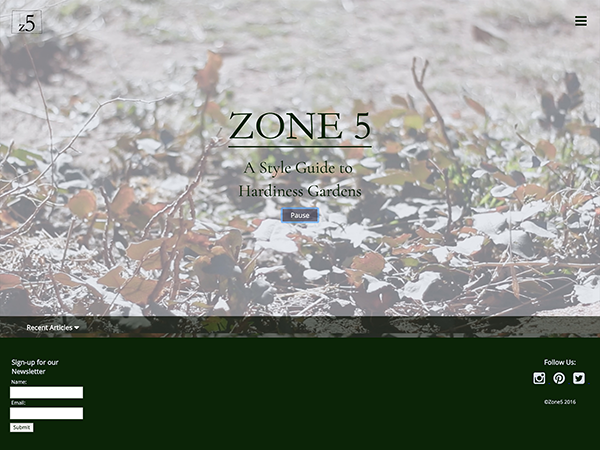 z5
ZONE 5
A Style Guide to
Hardiness Gardens
Pause
Recent Articles
Sign-up for our
Newsletter
Name:
Email:
Submit
Follow Us:
©Zone5 2016